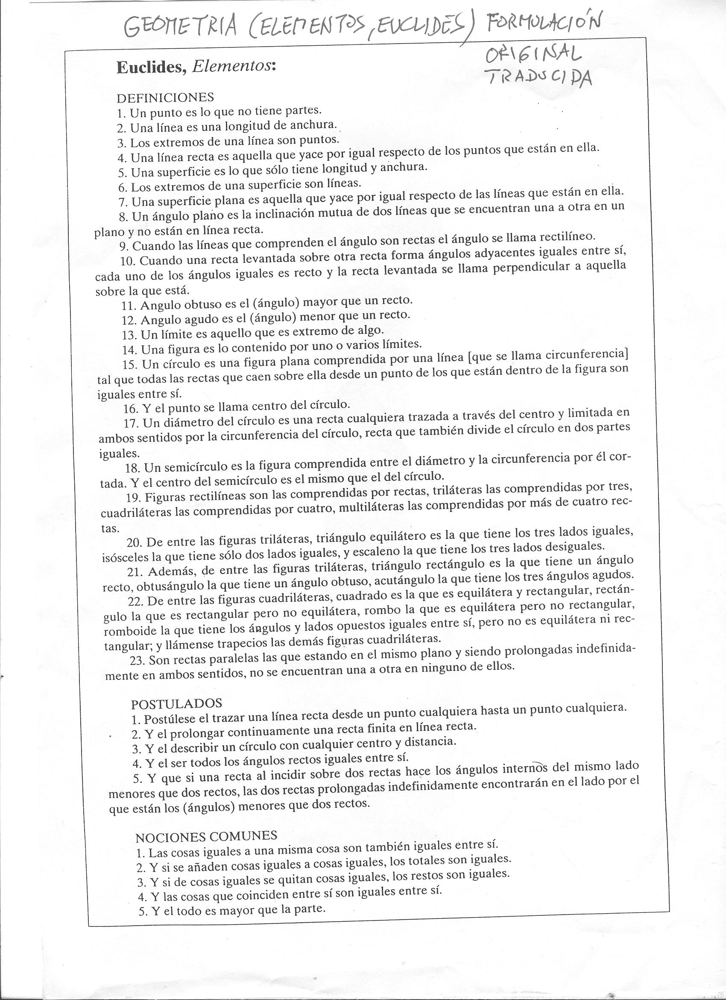 GEOMETRIA (ELEMENTOS, EUCLIDES) FORMULACIÓN
ORIGINAL
TRADUCIDA
Euclides, Elementos:
DEFINICIONES
1. Un punto es lo que no tiene partes.
2. Una línea es una longitud de anchura.
3. Los extremos de una línea son puntos.
4. Una línea recta es aquella que yace por igual respecto de los puntos que están en ella.
5. Una superficie es lo que sólo tiene longitud y anchura.
6. Los extremos de una superficie son líneas.
7. Una superficie plana es aquella que yace por igual respecto de las líneas que están en ella.
8. Un ángulo plano es la inclinación mutua de dos líneas que se encuentran una a otra en un
plano y no están en línea recta.
9. Cuando las líneas que comprenden el ángulo son rectas el ángulo se llama rectilíneo.
10. Cuando una recta levantada sobre otra recta forma ángulos adyacentes iguales entre sí,
cada uno de los ángulos iguales es recto y la recta levantada se llama perpendicular a aquella
sobre la que está.
11. Angulo obtuso es el (ángulo) mayor que un recto.
12. Angulo agudo es el (ángulo) menor que un recto.
13. Un límite es aquello que es extremo de algo.
14. Una figura es lo contenido por uno o varios límites.
15. Un círculo es una figura plana comprendida por una línea [que se llama circunferencia]
tal que todas las rectas que caen sobre ella desde un punto de los que están dentro de la figura son
iguales entre sí.
16. Y el punto se llama centro del círculo.
17. Un diámetro del círculo es una recta cualquiera trazada a través del centro y limitada en
ambos sentidos por la circunferencia del círculo, recta que también divide el círculo en dos partes
iguales.
18. Un semicírculo es la figura comprendida entre el diámetro y la circunferencia por él cor-
tada. Y el centro del semicírculo es el mismo que el del círculo.
19. Figuras rectilíneas son las comprendidas por rectas, triláteras las comprendidas por tres,
cuadriláteras las comprendidas por cuatro, multiláteras las comprendidas por más de cuatro rec-
tas.
20. De entre las figuras triláteras, triángulo equilátero es la que tiene los tres lados iguales,
isósceles la que tiene sólo dos lados iguales, y escaleno la que tiene los tres lados desiguales.
21. Además, de entre las figuras triláteras, triángulo rectángulo es la que tiene un ángulo
recto, obtusángulo la que tiene un ángulo obtuso, acutángulo la que tiene los tres ángulos agudos.
22. De entre las figuras cuadriláteras, cuadrado es la que es equilátera y rectangular, rectán-
gulo la que es rectangular pero no equilátera, rombo la que es equilátera pero no rectangular,
romboide la que tiene los ángulos y lados opuestos iguales entre sí, pero no es equilátera ni rec-
tangular; y llámense trapecios las demás figuras cuadriláteras.
23. Son rectas paralelas las que estando en el mismo plano y siendo prolongadas indefinida-
mente en ambos sentidos, no se encuentran una a otra en ninguno de ellos.
POSTULADOS
1. Postúlese el trazar una línea recta desde un punto cualquiera hasta un punto cualquiera.
2. Y el prolongar continuamente una recta finita en línea recta.
3. Y el describir un círculo con cualquier centro y distancia.
4. Y el ser todos los ángulos rectos iguales entre sí.
5. Y que si una recta al incidir sobre dos rectas hace los ángulos internos del mismo lado
menores que dos rectos, las dos rectas prolongadas indefinidamente encontrarán en el lado por el
que están los (ángulos) menores que dos rectos.
NOCIONES COMUNES
1. Las cosas iguales a una misma cosa son también iguales entre sí.
2. Y si se añaden cosas iguales a cosas iguales, los totales son iguales.
3. Y si de cosas iguales se quitan cosas iguales, los restos son iguales.
4. Y las cosas que coinciden entre sí son iguales entre sí.
5. Y el todo es mayor que la parte.